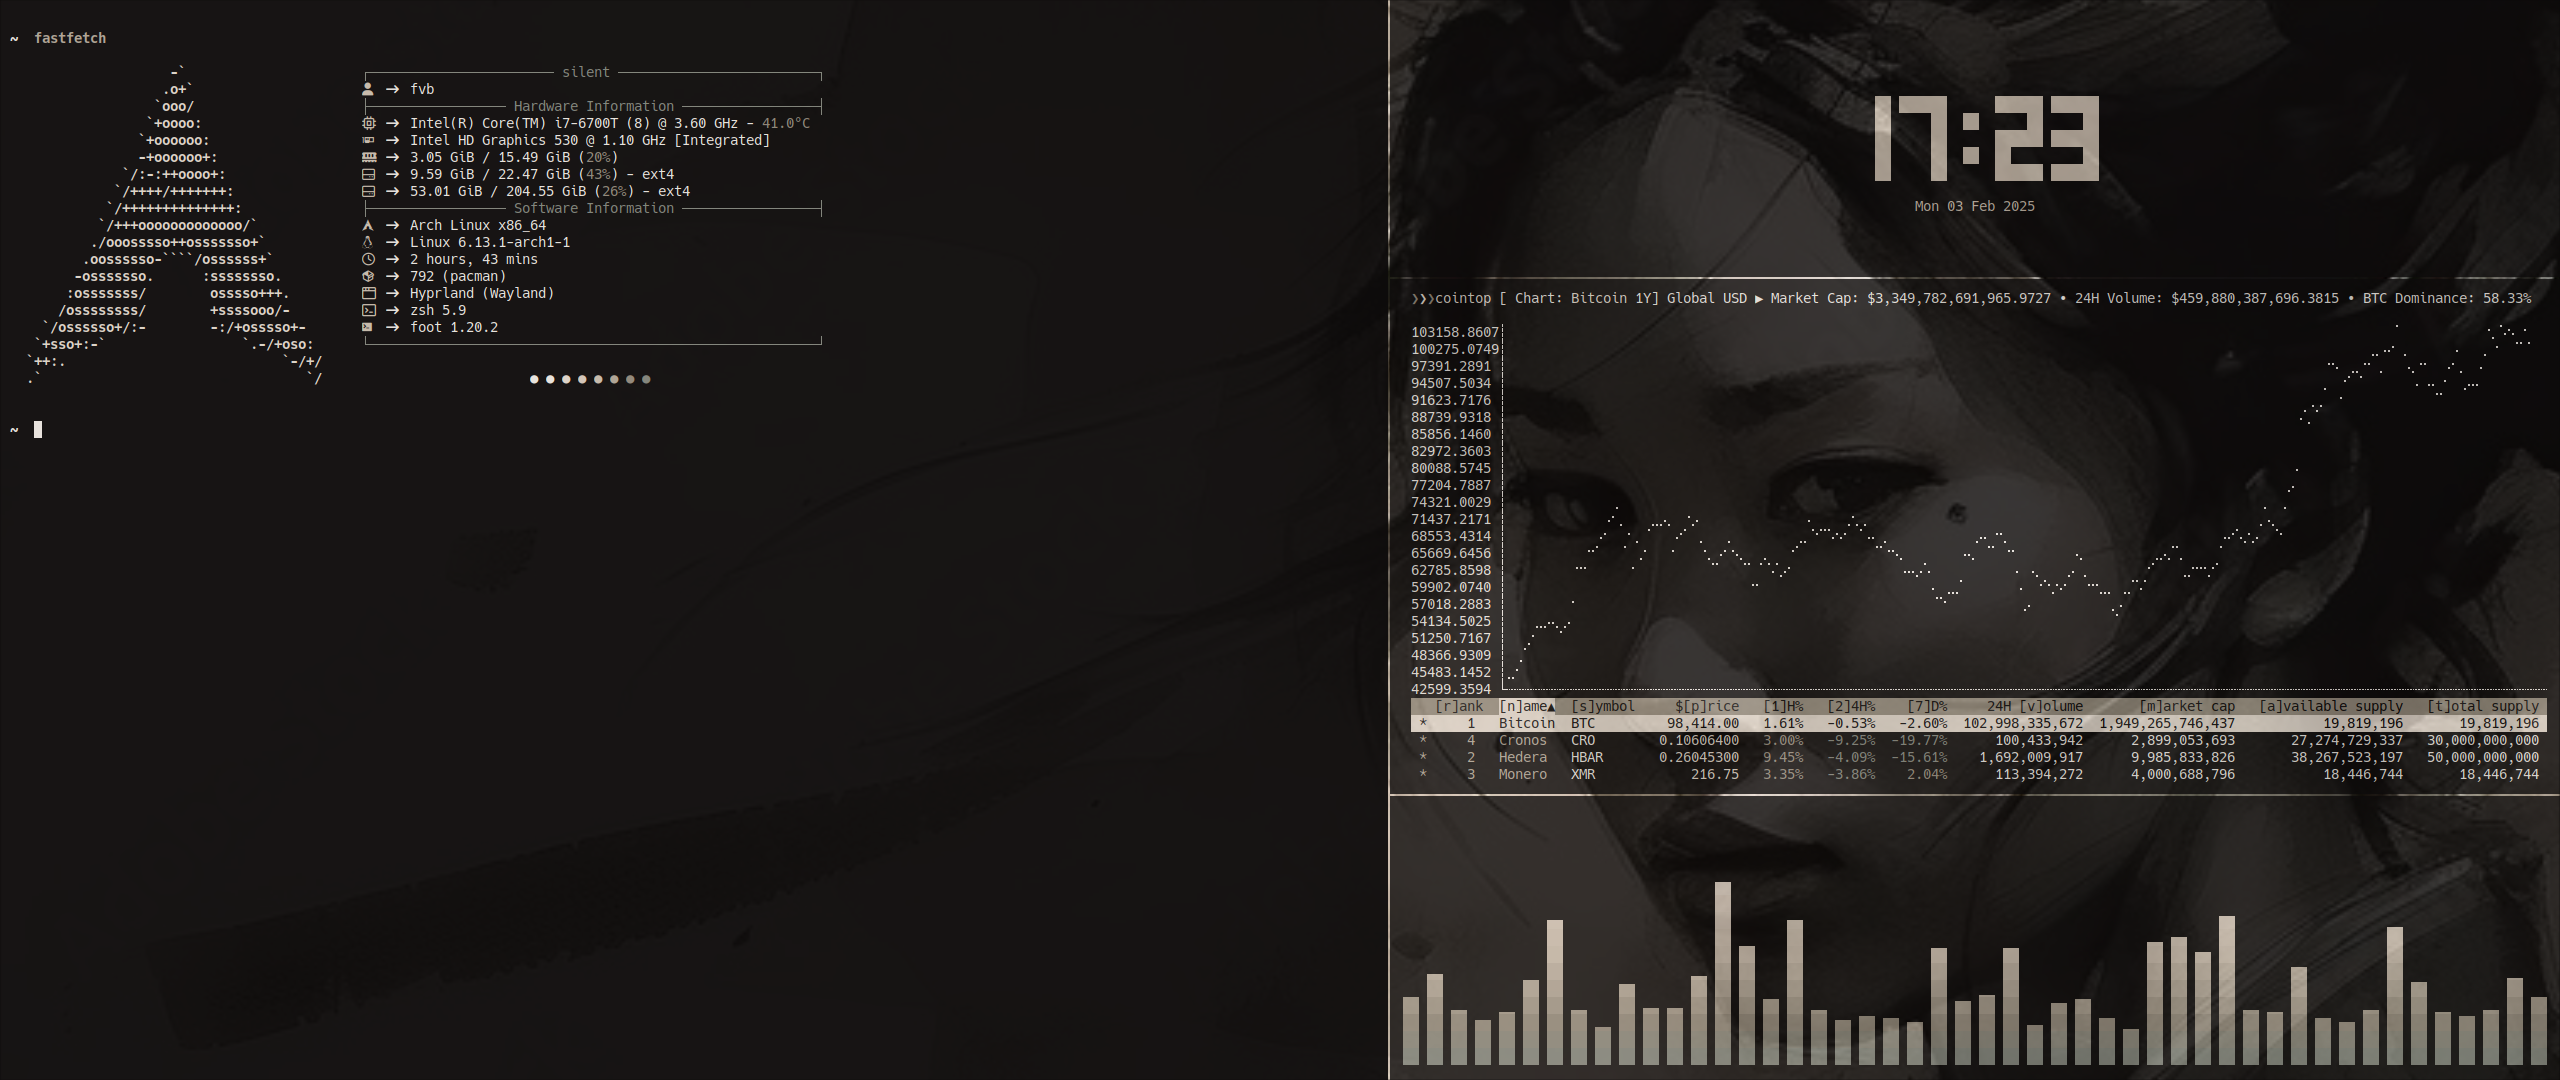 ~ fastfetch
-`
.o+`
`ooo/
`+oooo:
`+oooooo:
-+oooooo+:
`/:-:++oooo+:
`/++++/+++++++:
`/++++++++++++++:
`/+++ooooooooooooo/`
./ooosssso++osssssso+`
.oossssso-````/ossssss+`
-osssssso.      :ssssssso.
:osssssss/        osssso+++.
/ossssssss/        +ssssooo/-
`/ossssso+/:-        -:/+osssso+-
`+sso+:-`                 `.-/+oso:
`++:.                           `-/+/
.`                                 `/
silent
→ fvb
Hardware Information
→ Intel(R) Core(TM) i7-6700T (8) @ 3.60 GHz - 41.0°C
→ Intel HD Graphics 530 @ 1.10 GHz [Integrated]
→ 3.05 GiB / 15.49 GiB (20%)
→ 9.59 GiB / 22.47 GiB (43%) - ext4
→ 53.01 GiB / 204.55 GiB (26%) - ext4
Software Information
→ Arch Linux x86_64
→ Linux 6.13.1-arch1-1
→ 2 hours, 43 mins
→ 792 (pacman)
→ Hyprland (Wayland)
→ zsh 5.9
→ foot 1.20.2
~
17:23
Mon 03 Feb 2025
❯❯❯cointop [ Chart: Bitcoin 1Y] Global USD ▶ Market Cap: $3,349,782,691,965.9727 • 24H Volume: $459,880,387,696.3815 • BTC Dominance: 58.33%
103158.8607
100275.0749
97391.2891
94507.5034
91623.7176
88739.9318
85856.1460
82972.3603
80088.5745
77204.7887
74321.0029
71437.2171
68553.4314
65669.6456
62785.8598
59902.0740
57018.2883
54134.5025
51250.7167
48366.9309
45483.1452
42599.3594
[r]ank [n]ame▲ [s]ymbol $[p]rice [1]H% [2]4H% [7]D% 24H [v]olume [m]arket cap [a]vailable supply [t]otal supply
* 1 Bitcoin BTC 98,414.00 1.61% -0.53% -2.60% 102,998,335,672 1,949,265,746,437 19,819,196 19,819,196
* 4 Cronos CRO 0.10606400 3.00% -9.25% -19.77% 100,433,942 2,899,053,693 27,274,729,337 30,000,000,000
* 2 Hedera HBAR 0.26045300 9.45% -4.09% -15.61% 1,692,009,917 9,985,833,826 38,267,523,197 50,000,000,000
* 3 Monero XMR 216.75 3.35% -3.86% 2.04% 113,394,272 4,000,688,796 18,446,744 18,446,744